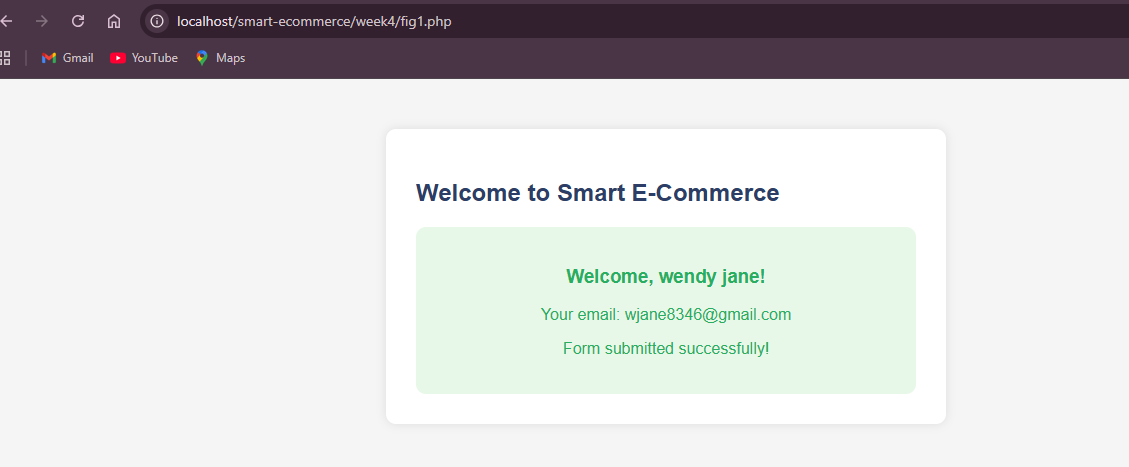 localhost/smart-ecommerce/week4/fig1.php
Gmail YouTube Maps
Welcome to Smart E-Commerce
Welcome, wendy jane!
Your email: wjane8346@gmail.com
Form submitted successfully!